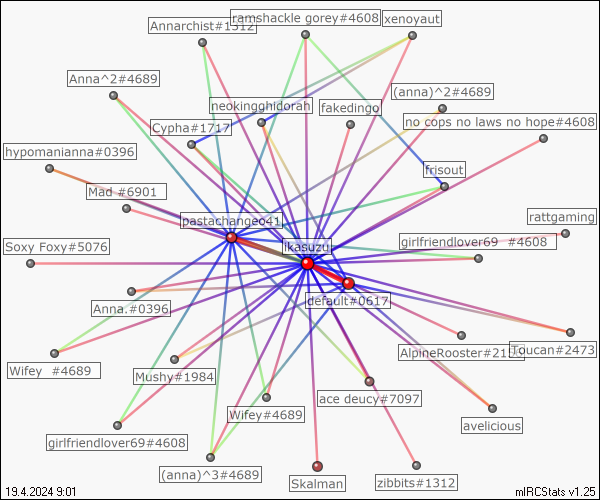 Annarchist#1312
ramshackle gorey#4608
xenoyaut
Anna^2#4689
neokingghidorah
fakedingo
(anna)^2#4689
Cypha#1717
no cops no laws no hope#4608
hypomanianna#0396
frisout
Mad #6901
pastachangeo41
rattgaming
Soxy Foxy#5076
ikasuzu
girlfriendlover69 #4608
Anna.#0396
default#0617
Wifey #4689
Mushy#1984
AlpineRooster#215
Toucan#2473
ace deucy#7097
Wifey#4689
avelicious
girlfriendlover69#4608
(anna)^3#4689
Skalman
zibbits#1312
19.4.2024 9:01
mIRCStats v1.25